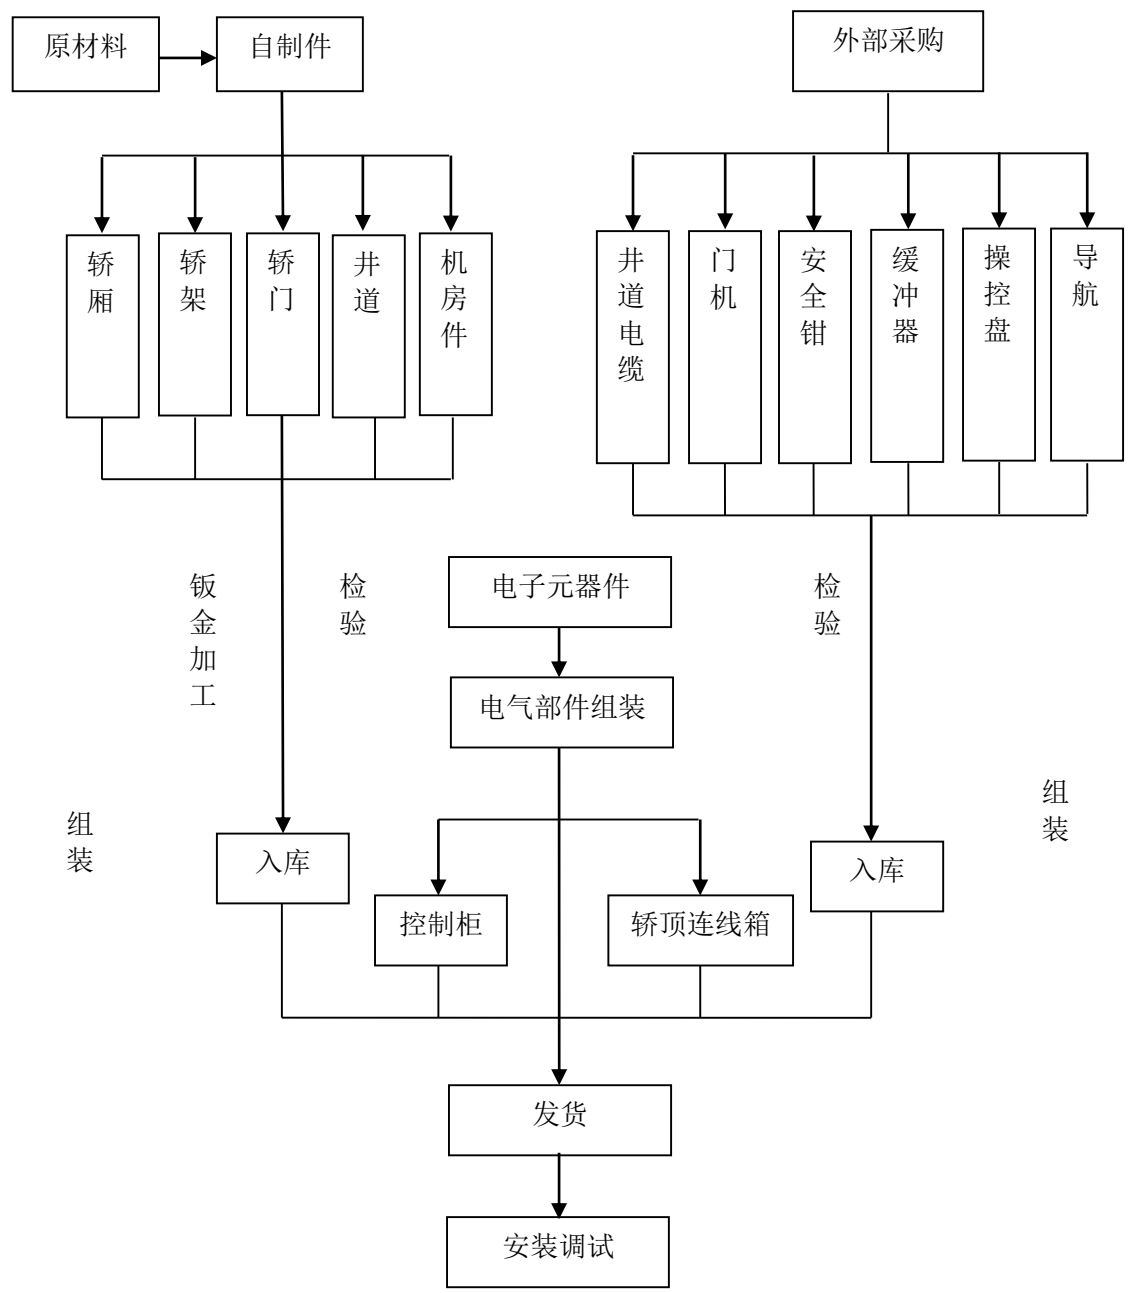 原材料
自制件
外部采购
轿厢
轿架
轿门
井道
机房件
井道电缆
门机
安全钳
缓冲器
操控盘
导航
钣金加工
检验
电子元器件
检验
电气部件组装
组装
组装
入库
入库
控制柜
轿顶连线箱
发货
安装调试